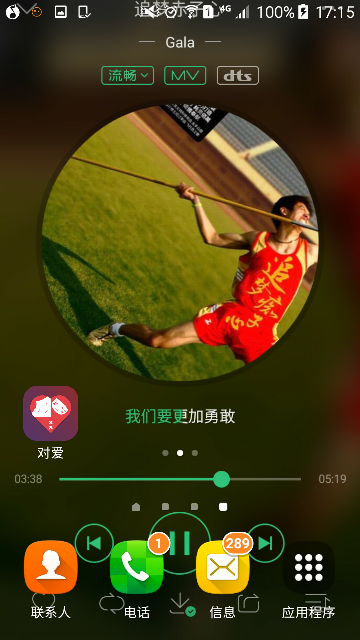 追梦赤子心
4G 100% 17:15
Gala
流畅 MV dts
追梦痴子心
对爱
我们要更加勇敢
03:38 05:19
1 289
联系人 电话 信息 应用程序